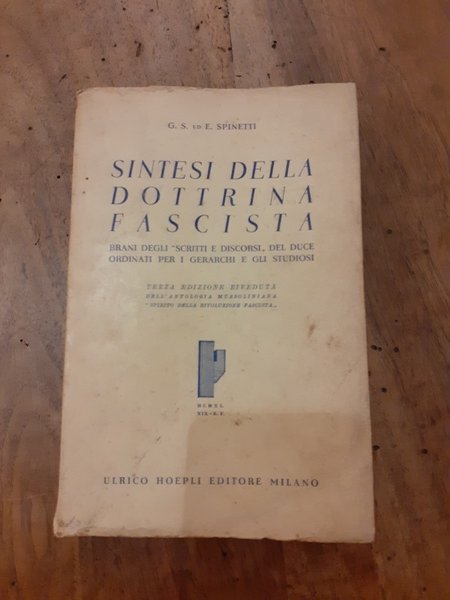 G. S. ED E. SPINETTI
SINTESI DELLA
DOTTRINA
FASCISTA
BRANI DEGLI "SCRITTI E DISCORSI„ DEL DUCE
ORDINATI PER I GERARCHI E GLI STUDIOSI
TERZA EDIZIONE RIVEDUTA
DELL'ANTOLOGIA MUSSOLINIANA
"SPIRITO DELLA RIVOLUZIONE FASCISTA„
MCMXL
XIX - E. F.
ULRICO HOEPLI EDITORE MILANO